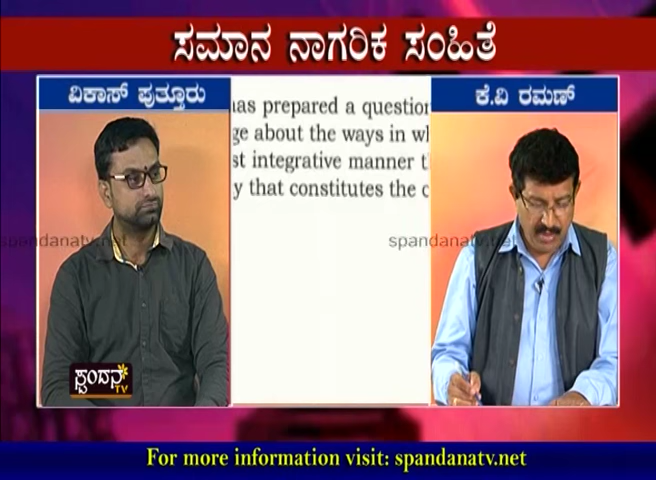 ಸಮಾನ ನಾಗರಿಕ ಸಂಹಿತೆ
ವಿಕಾಸ್ ಪುತ್ತೂರು
has prepared a question
ge about the ways in wh
st integrative manner t
y that constitutes the c
ಕೆ.ವಿ ರಮಣ್
spandanatv.net
spandanatv.net
ಸ್ಪಂದನ್
TV
For more information visit: spandanatv.net